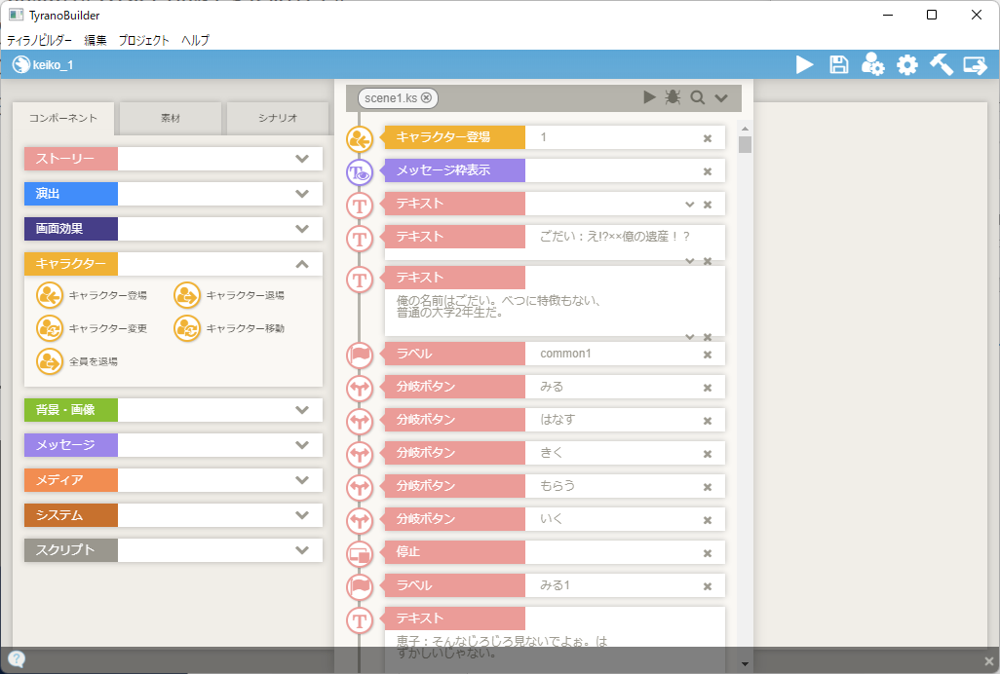 TyranoBuilder
ティラノビルダー 編集 プロジェクト ヘルプ
keiko_1
コンポーネント 素材 シナリオ
ストーリー
演出
画面効果
キャラクター
キャラクター登場 キャラクター退場
キャラクター変更 キャラクター移動
全員を退場
背景・画像
メッセージ
メディア
システム
スクリプト
scene1.ks
キャラクター登場 1
メッセージ枠表示
テキスト
テキスト ごだい：え!?××億の遺産！？
テキスト
俺の名前はごだい。べつに特徴もない、
普通の大学2年生だ。
ラベル common1
分岐ボタン みる
分岐ボタン はなす
分岐ボタン きく
分岐ボタン もらう
分岐ボタン いく
停止
ラベル みる1
テキスト
恵子：そんなじろじろ見ないでよぉ。は
ずかしいじゃない。